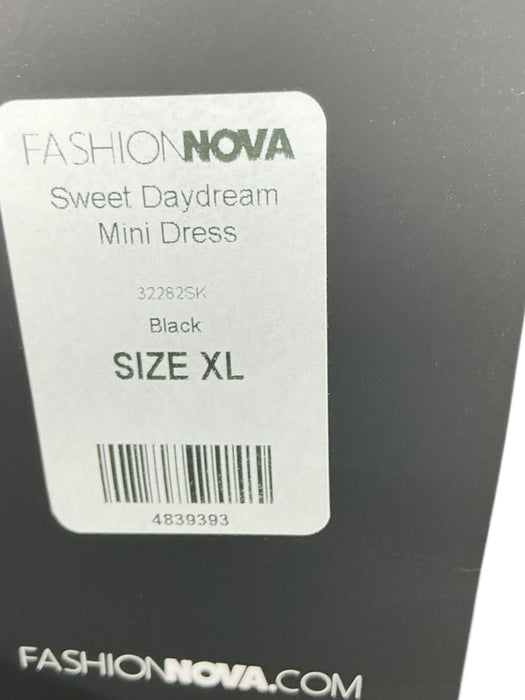 FASHIONNOVA
Sweet Daydream
Mini Dress
32282SK
Black
SIZE XL
4839393
FASHIONNOVA.COM